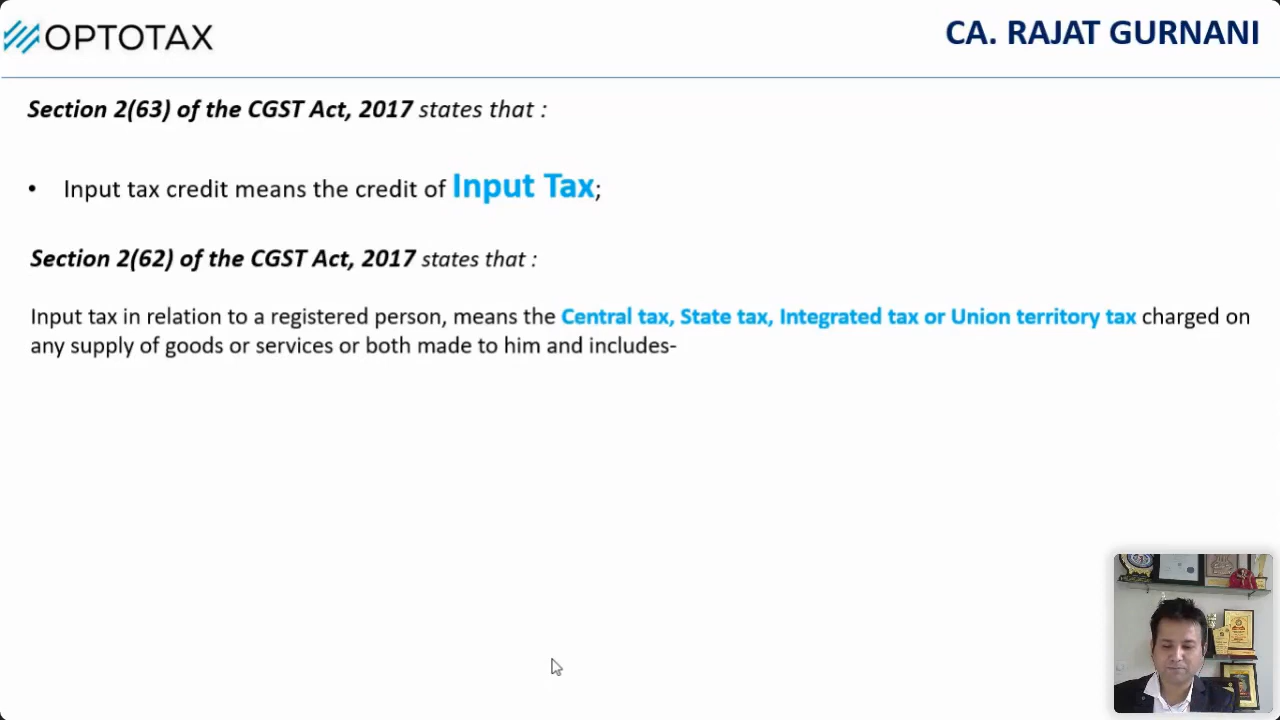 OPTOTAX
CA. RAJAT GURNANI
Section 2(63) of the CGST Act, 2017 states that :
• Input tax credit means the credit of Input Tax;
Section 2(62) of the CGST Act, 2017 states that :
Input tax in relation to a registered person, means the Central tax, State tax, Integrated tax or Union territory tax charged on
any supply of goods or services or both made to him and includes-